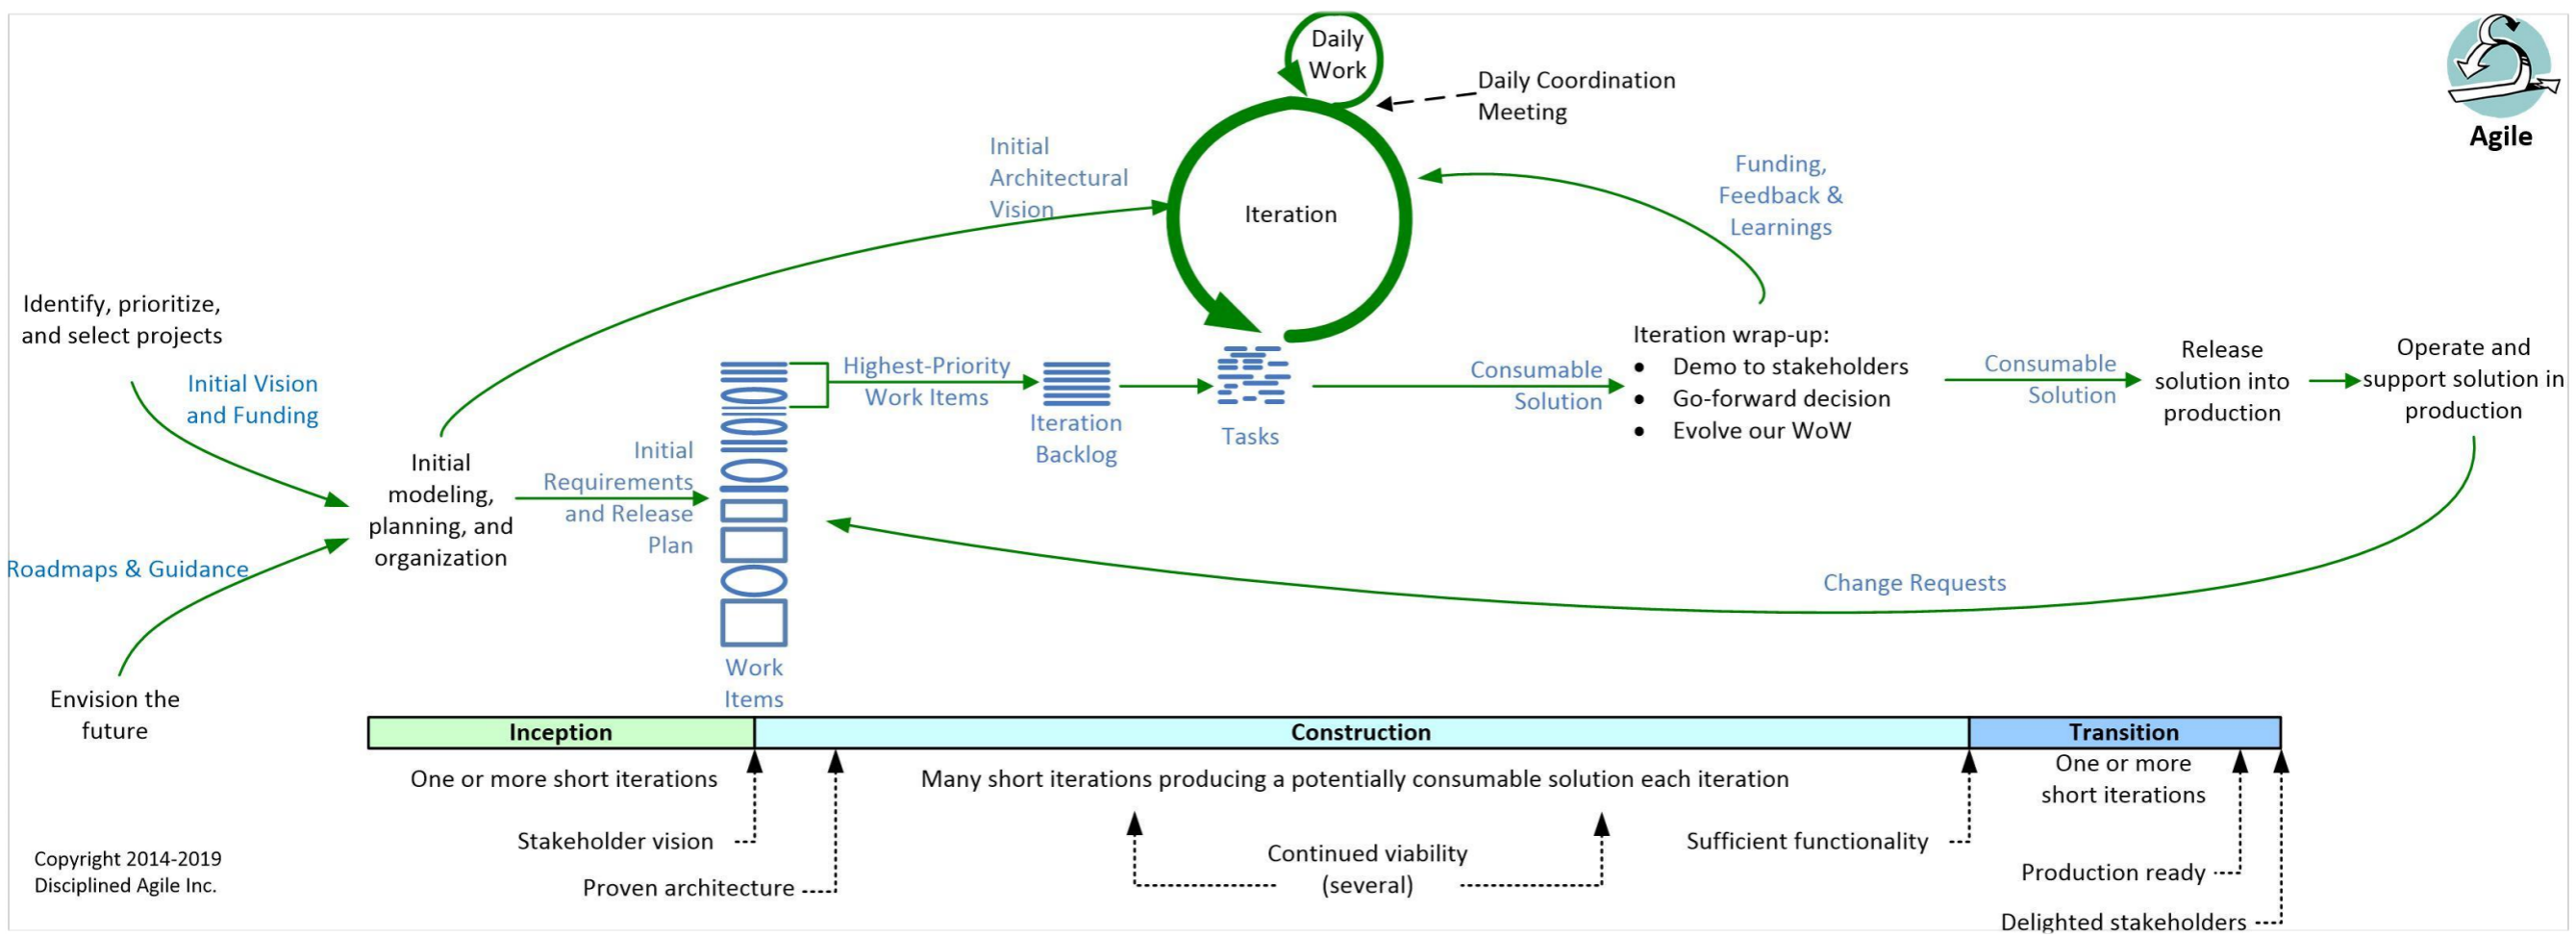 Daily
Work
Daily Coordination
Meeting
Agile
Initial
Architectural
Vision
Iteration
Funding,
Feedback &
Learnings
Identify, prioritize,
and select projects
Initial Vision
and Funding
Highest-Priority
Work Items
Iteration
Backlog
Tasks
Consumable
Solution
Iteration wrap-up:
• Demo to stakeholders
• Go-forward decision
• Evolve our WoW
Consumable
Solution
Release
solution into
production
Operate and
support solution in
production
Initial
modeling,
planning, and
organization
Initial
Requirements
and Release
Plan
Roadmaps & Guidance
Change Requests
Envision the
future
Work
Items
Inception
Construction
Transition
One or more short iterations
Many short iterations producing a potentially consumable solution each iteration
One or more
short iterations
Stakeholder vision
Proven architecture
Continued viability
(several)
Sufficient functionality
Production ready
Delighted stakeholders
Copyright 2014-2019
Disciplined Agile Inc.